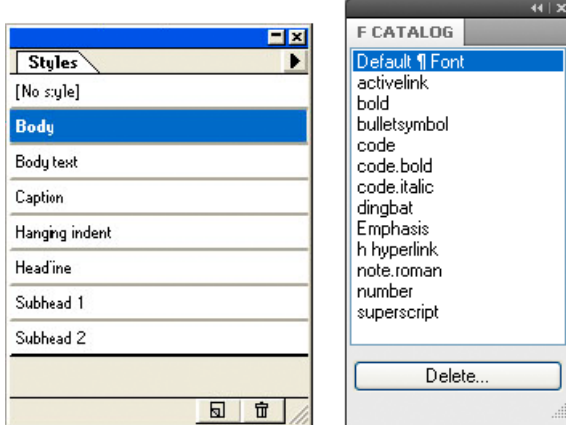 Styles
[No style]
Body
Body text
Caption
Hanging indent
Headline
Subhead 1
Subhead 2
F CATALOG
Default ¶ Font
activelink
bold
bulletsymbol
code
code.bold
code.italic
dingbat
Emphasis
h hyperlink
note.roman
number
superscript
Delete...